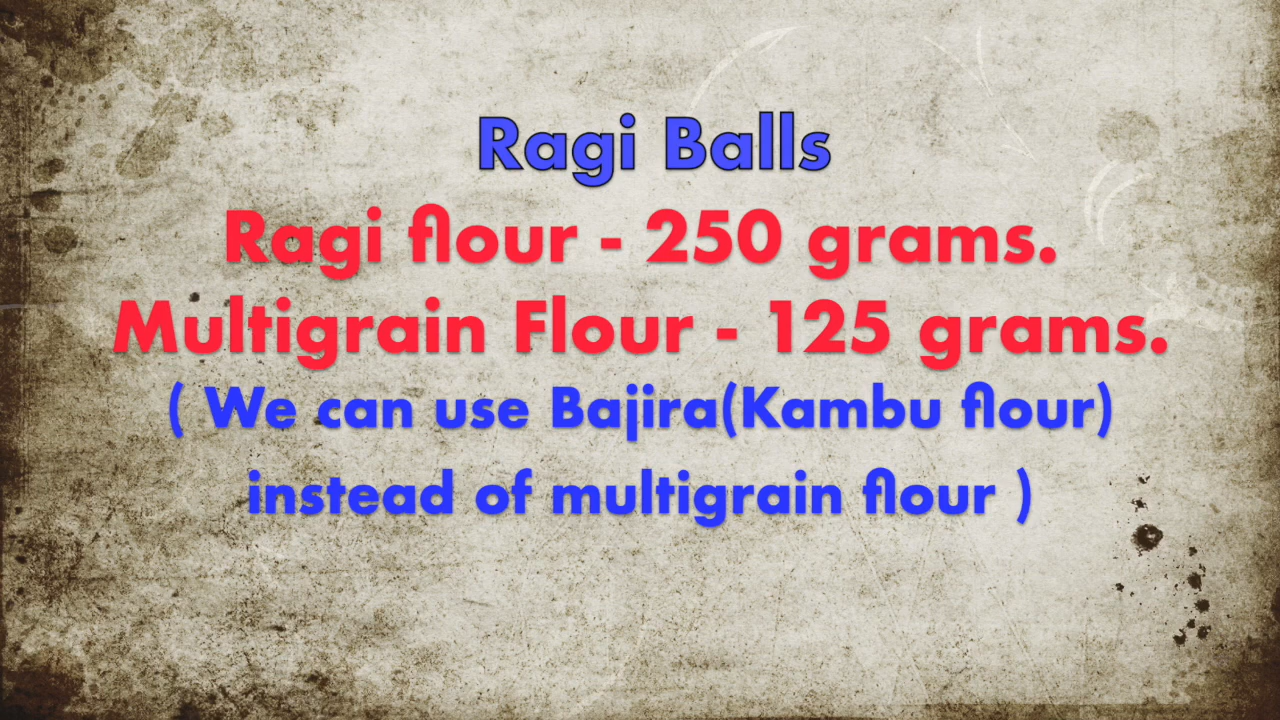 Ragi Balls
Ragi flour - 250 grams.
Multigrain Flour - 125 grams.
( We can use Bajira(Kambu flour)
instead of multigrain flour )